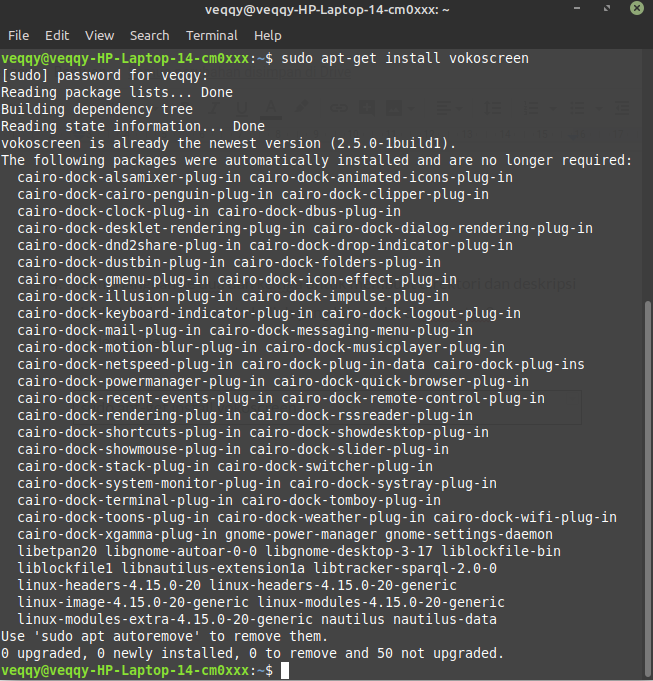 veqqy@veqqy-HP-Laptop-14-cm0xxx: ~
File Edit View Search Terminal Help
veqqy@veqqy-HP-Laptop-14-cm0xxx:~$ sudo apt-get install vokoscreen
[sudo] password for veqqy:
Reading package lists... Done
Building dependency tree
Reading state information... Done
vokoscreen is already the newest version (2.5.0-1build1).
The following packages were automatically installed and are no longer required:
cairo-dock-alsamixer-plug-in cairo-dock-animated-icons-plug-in
cairo-dock-cairo-penguin-plug-in cairo-dock-clipper-plug-in
cairo-dock-clock-plug-in cairo-dock-dbus-plug-in
cairo-dock-desklet-rendering-plug-in cairo-dock-dialog-rendering-plug-in
cairo-dock-dnd2share-plug-in cairo-dock-drop-indicator-plug-in
cairo-dock-dustbin-plug-in cairo-dock-folders-plug-in
cairo-dock-gmenu-plug-in cairo-dock-icon-effect-plug-in
cairo-dock-illusion-plug-in cairo-dock-impulse-plug-in
cairo-dock-keyboard-indicator-plug-in cairo-dock-logout-plug-in
cairo-dock-mail-plug-in cairo-dock-messaging-menu-plug-in
cairo-dock-motion-blur-plug-in cairo-dock-musicplayer-plug-in
cairo-dock-netspeed-plug-in cairo-dock-plug-in-data cairo-dock-plug-ins
cairo-dock-powermanager-plug-in cairo-dock-quick-browser-plug-in
cairo-dock-recent-events-plug-in cairo-dock-remote-control-plug-in
cairo-dock-rendering-plug-in cairo-dock-rssreader-plug-in
cairo-dock-shortcuts-plug-in cairo-dock-showdesktop-plug-in
cairo-dock-showmouse-plug-in cairo-dock-slider-plug-in
cairo-dock-stack-plug-in cairo-dock-switcher-plug-in
cairo-dock-system-monitor-plug-in cairo-dock-systray-plug-in
cairo-dock-terminal-plug-in cairo-dock-tomboy-plug-in
cairo-dock-toons-plug-in cairo-dock-weather-plug-in cairo-dock-wifi-plug-in
cairo-dock-xgamma-plug-in gnome-power-manager gnome-settings-daemon
libetpan20 libgnome-autoar-0-0 libgnome-desktop-3-17 liblockfile-bin
liblockfile1 libnautilus-extension1a libtracker-sparql-2.0-0
linux-headers-4.15.0-20 linux-headers-4.15.0-20-generic
linux-image-4.15.0-20-generic linux-modules-4.15.0-20-generic
linux-modules-extra-4.15.0-20-generic nautilus nautilus-data
Use 'sudo apt autoremove' to remove them.
0 upgraded, 0 newly installed, 0 to remove and 50 not upgraded.
veqqy@veqqy-HP-Laptop-14-cm0xxx:~$